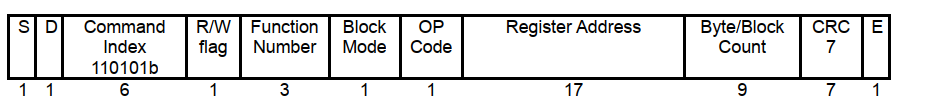 S D Command Index 110101b R/W flag Function Number Block Mode OP Code Register Address Byte/Block Count CRC 7 E
1 1 6 1 3 1 1 17 9 7 1